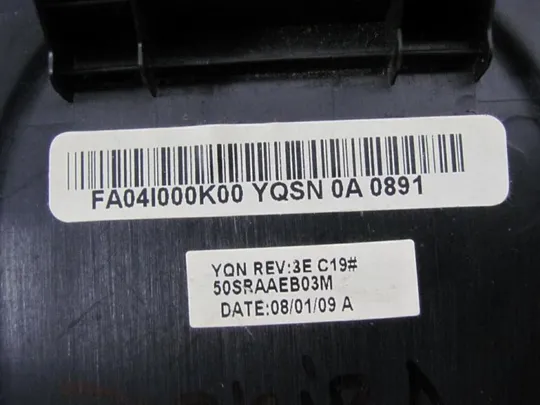 FA04I000K00 YQSN 0A 0891
YQN REV:3E C19#
50SRAAEB03M
DATE:08/01/09 A